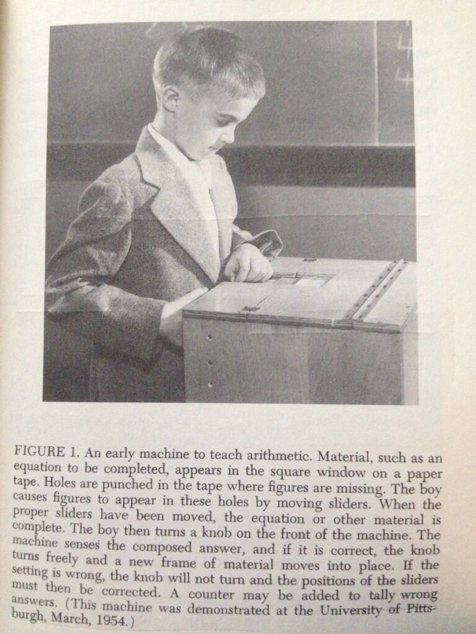 4
4
FIGURE 1. An early machine to teach arithmetic. Material, such as an
equation to be completed, appears in the square window on a paper
tape. Holes are punched in the tape where figures are missing. The boy
causes figures to appear in these holes by moving sliders. When the
proper sliders have been moved, the equation or other material is
complete. The boy then turns a knob on the front of the machine. The
machine senses the composed answer, and if it is correct, the knob
turns freely and a new frame of material moves into place. If the
setting is wrong, the knob will not turn and the positions of the sliders
must then be corrected. A counter may be added to tally wrong
answers. (This machine was demonstrated at the University of Pitts-
burgh, March, 1954.)